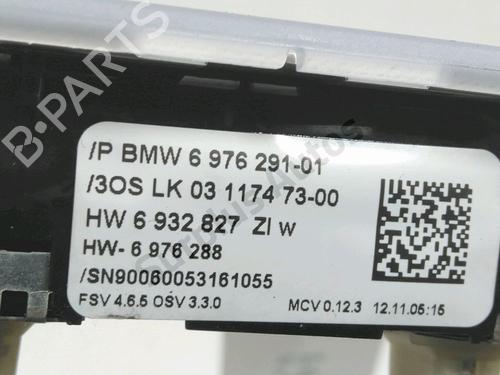 /P BMW 6 976 291-01
/3OS LK 03 1174 73-00
HW 6 932 827 ZI w
HW- 6 976 288
/SN90060053161055
FSV 4.6.5 OSV 3.3.0 MCV 0.12.3 12.11.05:15
B-PARTS
Surplus Autos